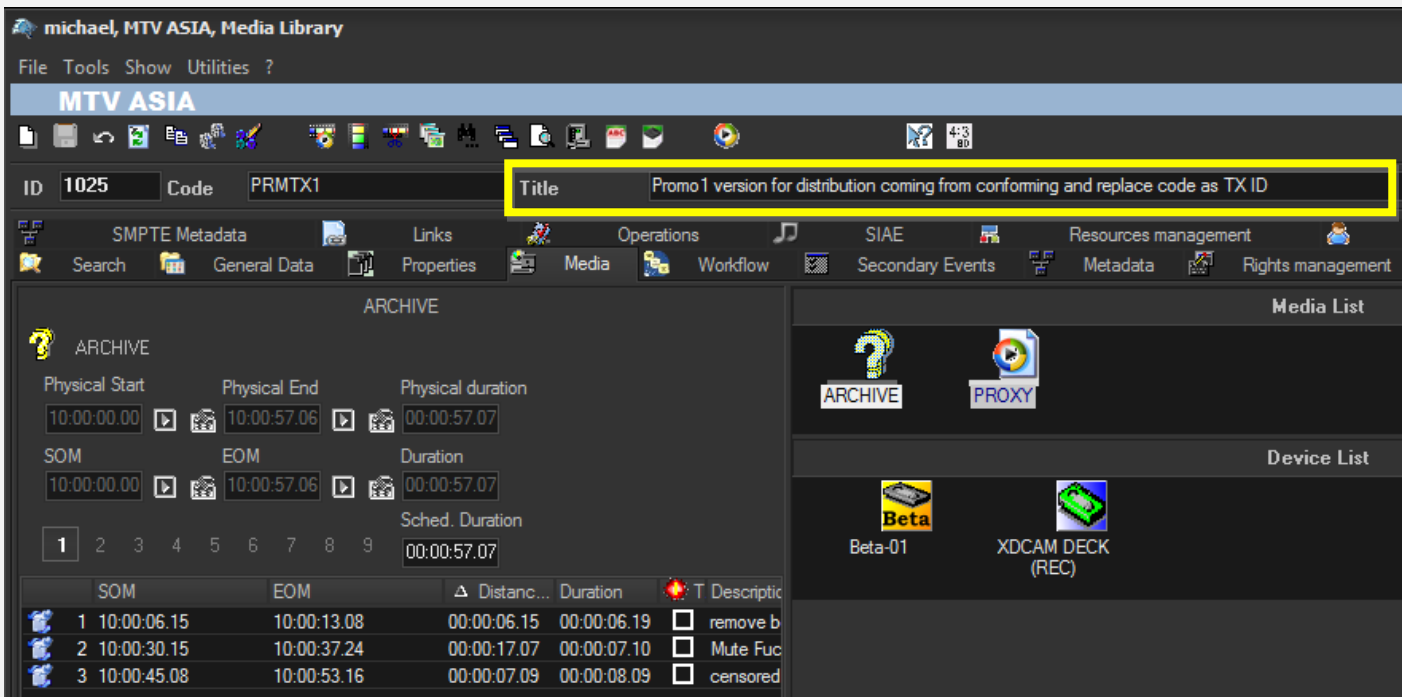 michael, MTV ASIA, Media Library
File Tools Show Utilities ?
MTV ASIA
ABC
4:3
ID 1025 Code PRMTX1 Title Promo1 version for distribution coming from conforming and replace code as TX ID
SMPTE Metadata Links Operations SIAE Resources management
Search General Data Properties Media Workflow Secondary Events Metadata Rights management
ARCHIVE Media List
ARCHIVE
Physical Start Physical End Physical duration
10:00:00.00 10:00:57.06 00:00:57.07
ARCHIVE PROXY
SOM EOM Duration
Device List
10:00:00.00 10:00:57.06 00:00:57.07
Sched. Duration
1 2 3 4 5 6 7 8 9 00:00:57.07
Beta
Beta-01 XDCAM DECK
(REC)
SOM EOM Δ Distanc... Duration T Descriptic
1 10:00:06.15 10:00:13.08 00:00:06.15 00:00:06.19 remove b
2 10:00:30.15 10:00:37.24 00:00:17.07 00:00:07.10 Mute Fuc
3 10:00:45.08 10:00:53.16 00:00:07.09 00:00:08.09 censored